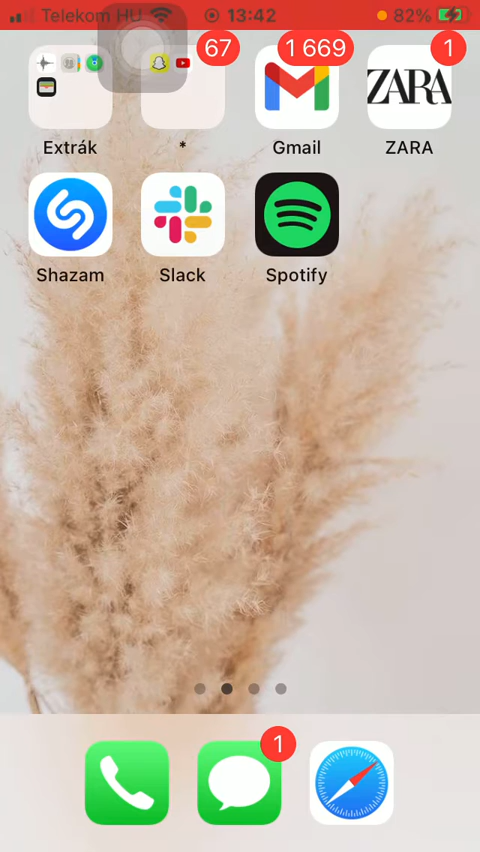 Telekom HU 13:42 82%
67 1 669 1
ZARA
Extrák * Gmail ZARA
Shazam Slack Spotify
1